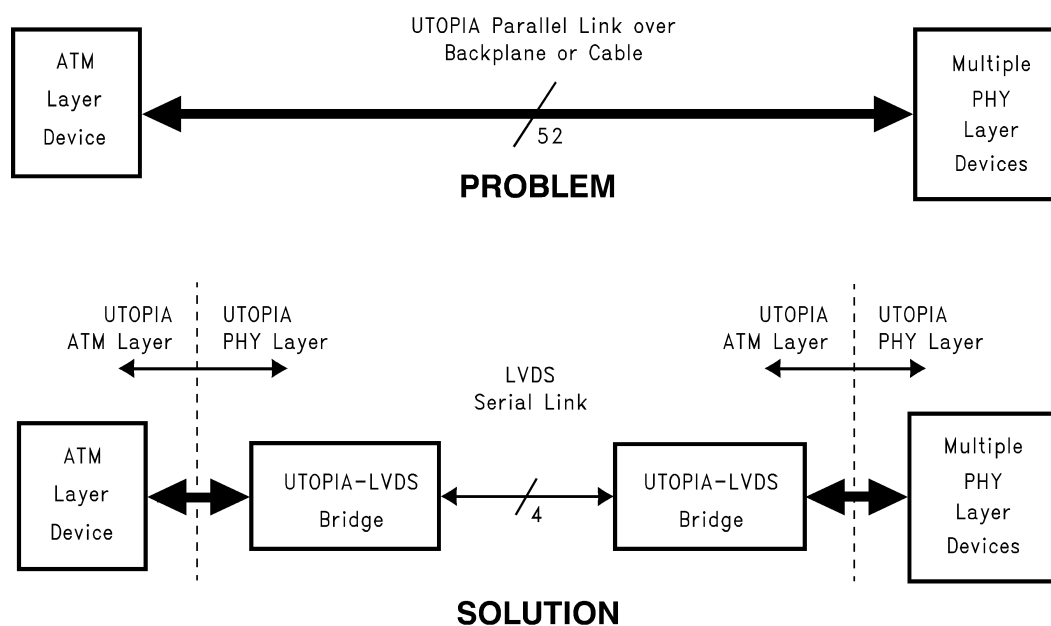 UTOPIA Parallel Link over
Backplane or Cable
ATM
Layer
Device
52
Multiple
PHY
Layer
Devices
PROBLEM
UTOPIA
ATM Layer
UTOPIA
PHY Layer
UTOPIA
ATM Layer
UTOPIA
PHY Layer
LVDS
Serial Link
ATM
Layer
Device
UTOPIA-LVDS
Bridge
4
UTOPIA-LVDS
Bridge
Multiple
PHY
Layer
Devices
SOLUTION